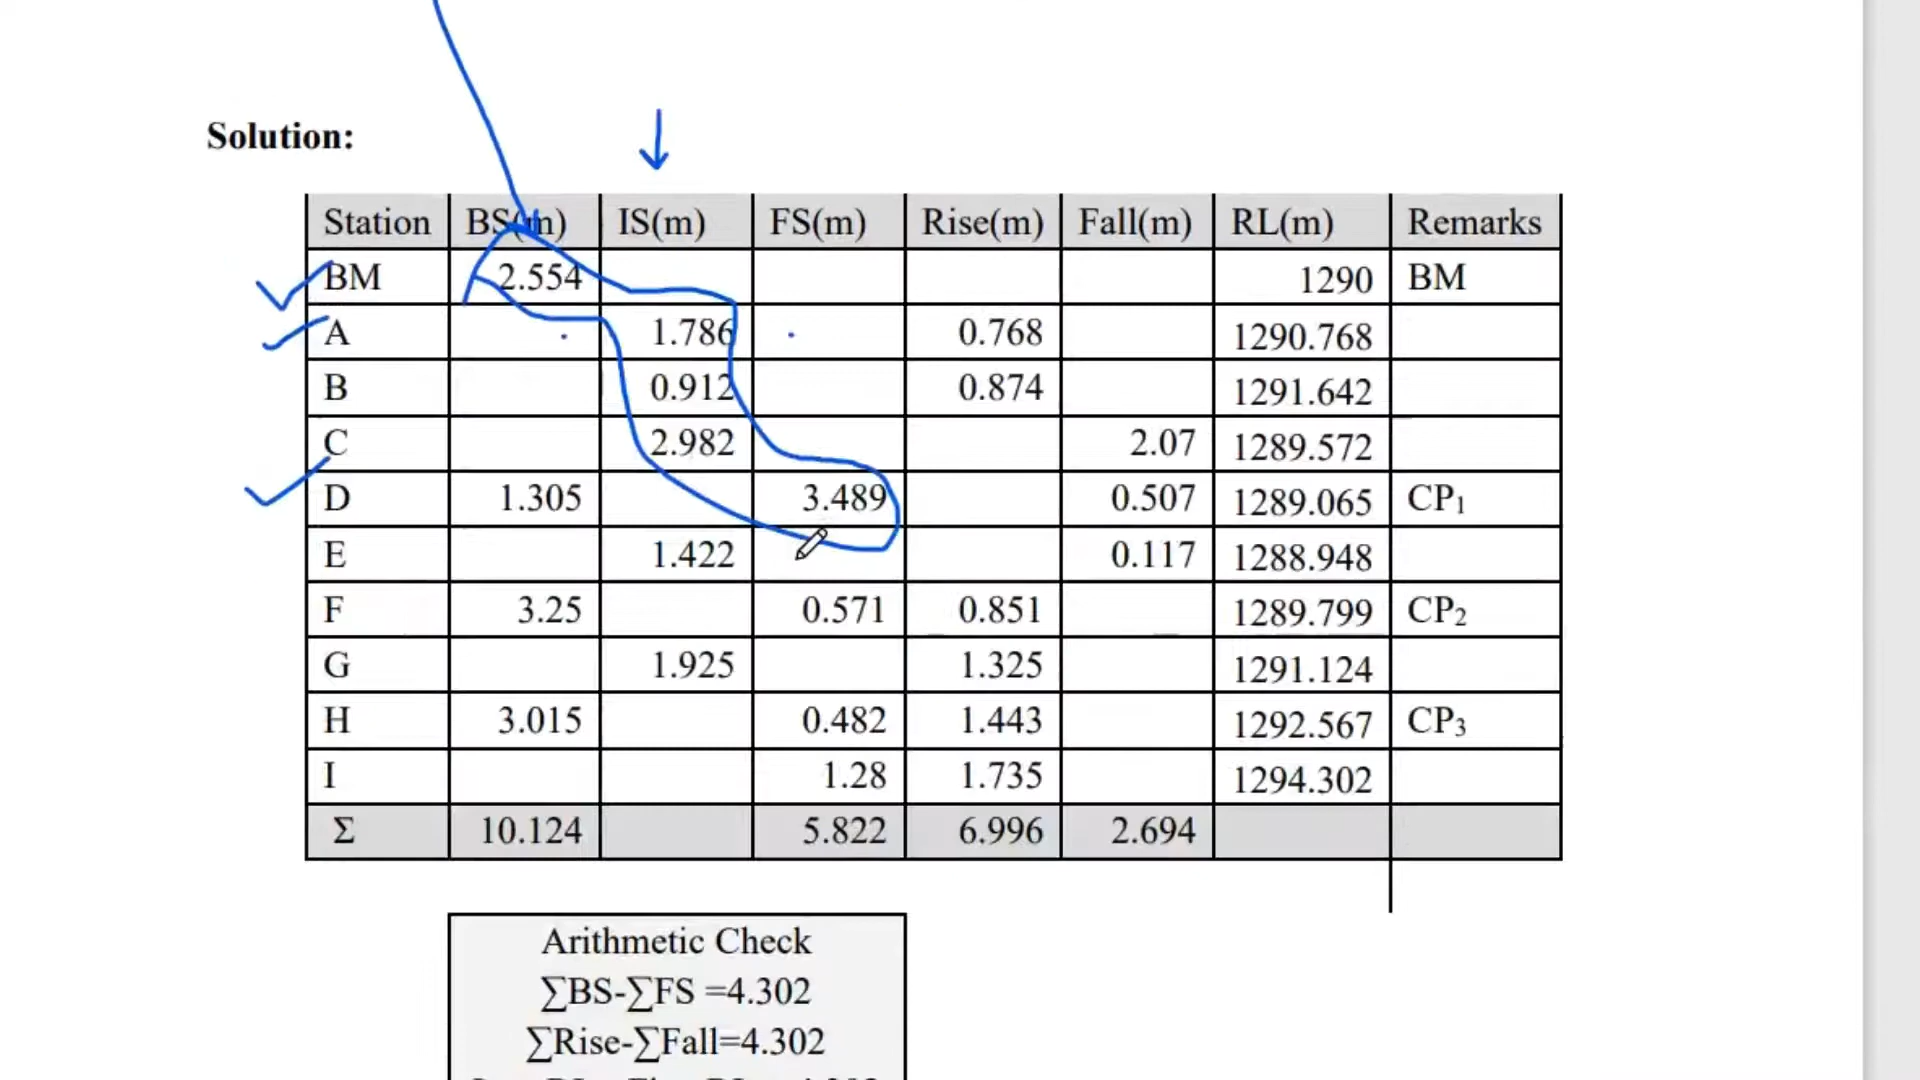 Solution:
Station BS(m) IS(m) FS(m) Rise(m) Fall(m) RL(m) Remarks
BM 2.554 1290 BM
A 1.786 0.768 1290.768
B 0.912 0.874 1291.642
C 2.982 2.07 1289.572
D 1.305 3.489 0.507 1289.065 CP₁
E 1.422 0.117 1288.948
F 3.25 0.571 0.851 1289.799 CP₂
G 1.925 1.325 1291.124
H 3.015 0.482 1.443 1292.567 CP₃
I 1.28 1.735 1294.302
Σ 10.124 5.822 6.996 2.694
Arithmetic Check
∑BS-∑FS =4.302
∑Rise-∑Fall=4.302